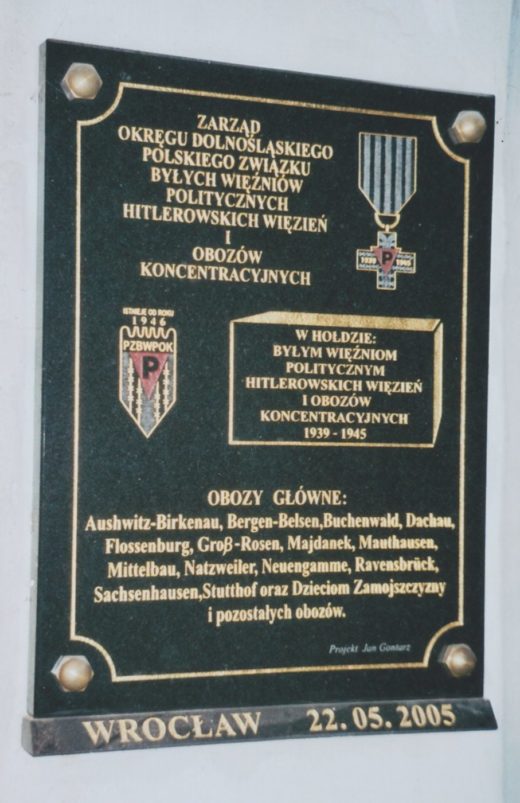 ZARZĄD
OKRĘGU DOLNOŚLĄSKIEGO
POLSKIEGO ZWIĄZKU
BYŁYCH WIĘŹNIÓW
POLITYCZNYCH
HITLEROWSKICH WIĘZIEŃ
I
OBOZÓW
KONCENTRACYJNYCH
1939 P 1945
ISTNIEJE OD ROKU
1946
PZBWPOK
P
W HOŁDZIE:
BYŁYM WIĘŹNIOM
POLITYCZNYM
HITLEROWSKICH WIĘZIEŃ
I OBOZÓW
KONCENTRACYJNYCH
1939 - 1945
OBOZY GŁÓWNE:
Aushwitz-Birkenau, Bergen-Belsen,Buchenwald, Dachau,
Flossenburg, Groβ-Rosen, Majdanek, Mauthausen,
Mittelbau, Natzweiler, Neuengamme, Ravensbrück,
Sachsenhausen,Stutthof oraz Dzieciom Zamojszczyzny
i pozostałych obozów.
Projekt Jan Gontarz
WROCŁAW 22.05.2005